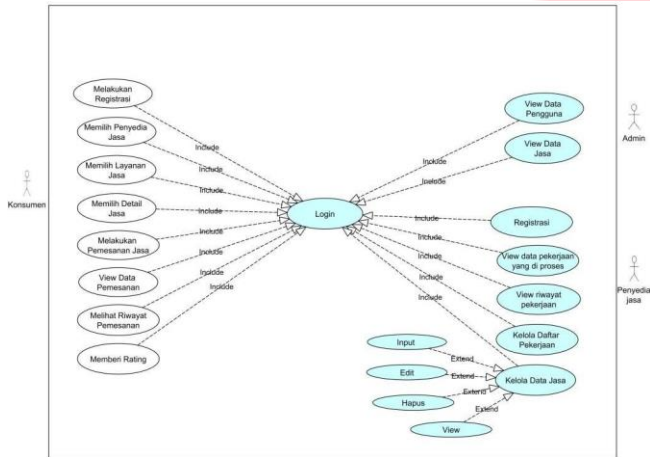 Melakukan
Registrasi
Memilih Penyedia
Jasa
Memilih Layanan
Jasa
Memilih Detail
Jasa
Melakukan
Pemesanan Jasa
View Data
Pemesanan
Melihat Riwayat
Pemesanan
Memberi Rating
Konsumen
Include
Include
Include
Include
Include
Include
Include
Include
Login
Include
Include
Include
Include
Include
Include
Include
View Data
Pengguna
View Data
Jasa
Registrasi
View data pekerjaan
yang di proses
View riwayat
pekerjaan
Kelola Daftar
Pekerjaan
Kelola Data Jasa
Input
Edit
Hapus
View
Extend
Extend
Extend
Extend
Admin
Penyedia
jasa